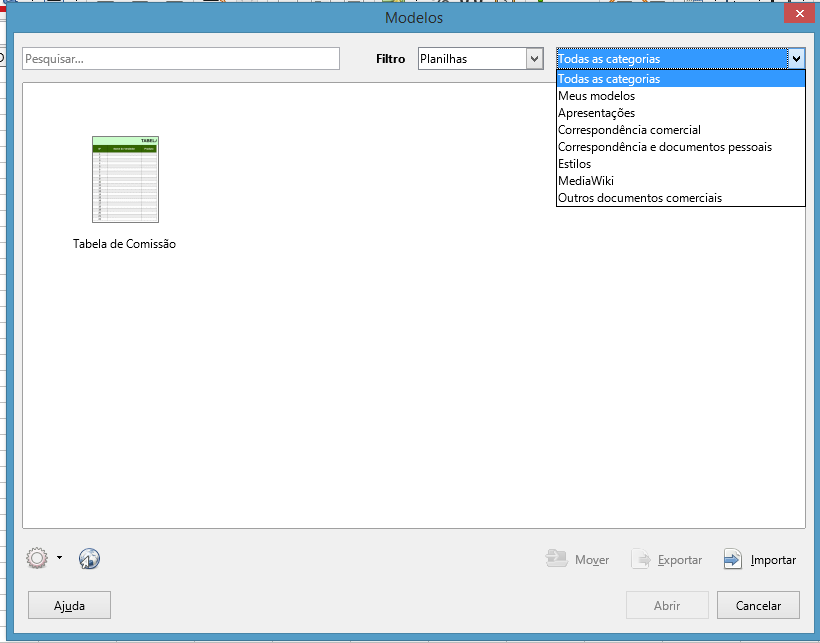 Modelos
Pesquisar...
Filtro
Planilhas
Todas as categorias
Todas as categorias
Meus modelos
Apresentações
Correspondência comercial
Correspondência e documentos pessoais
Estilos
MediaWiki
Outros documentos comerciais
TABELA
Tabela de Comissão
Mover
Exportar
Importar
Ajuda
Abrir
Cancelar